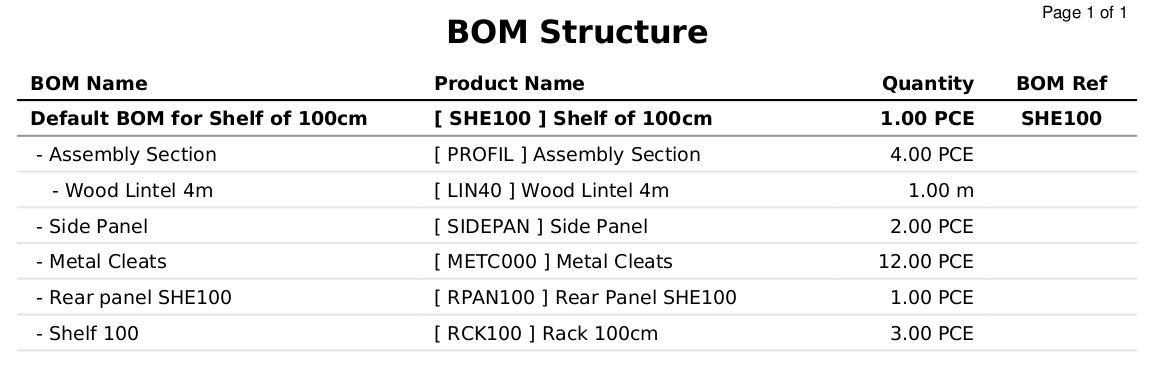 Page 1 of 1
BOM Structure
BOM Name Product Name Quantity BOM Ref
Default BOM for Shelf of 100cm [ SHE100 ] Shelf of 100cm 1.00 PCE SHE100
- Assembly Section [ PROFIL ] Assembly Section 4.00 PCE
- Wood Lintel 4m [ LIN40 ] Wood Lintel 4m 1.00 m
- Side Panel [ SIDEPAN ] Side Panel 2.00 PCE
- Metal Cleats [ METC000 ] Metal Cleats 12.00 PCE
- Rear panel SHE100 [ RPAN100 ] Rear Panel SHE100 1.00 PCE
- Shelf 100 [ RCK100 ] Rack 100cm 3.00 PCE